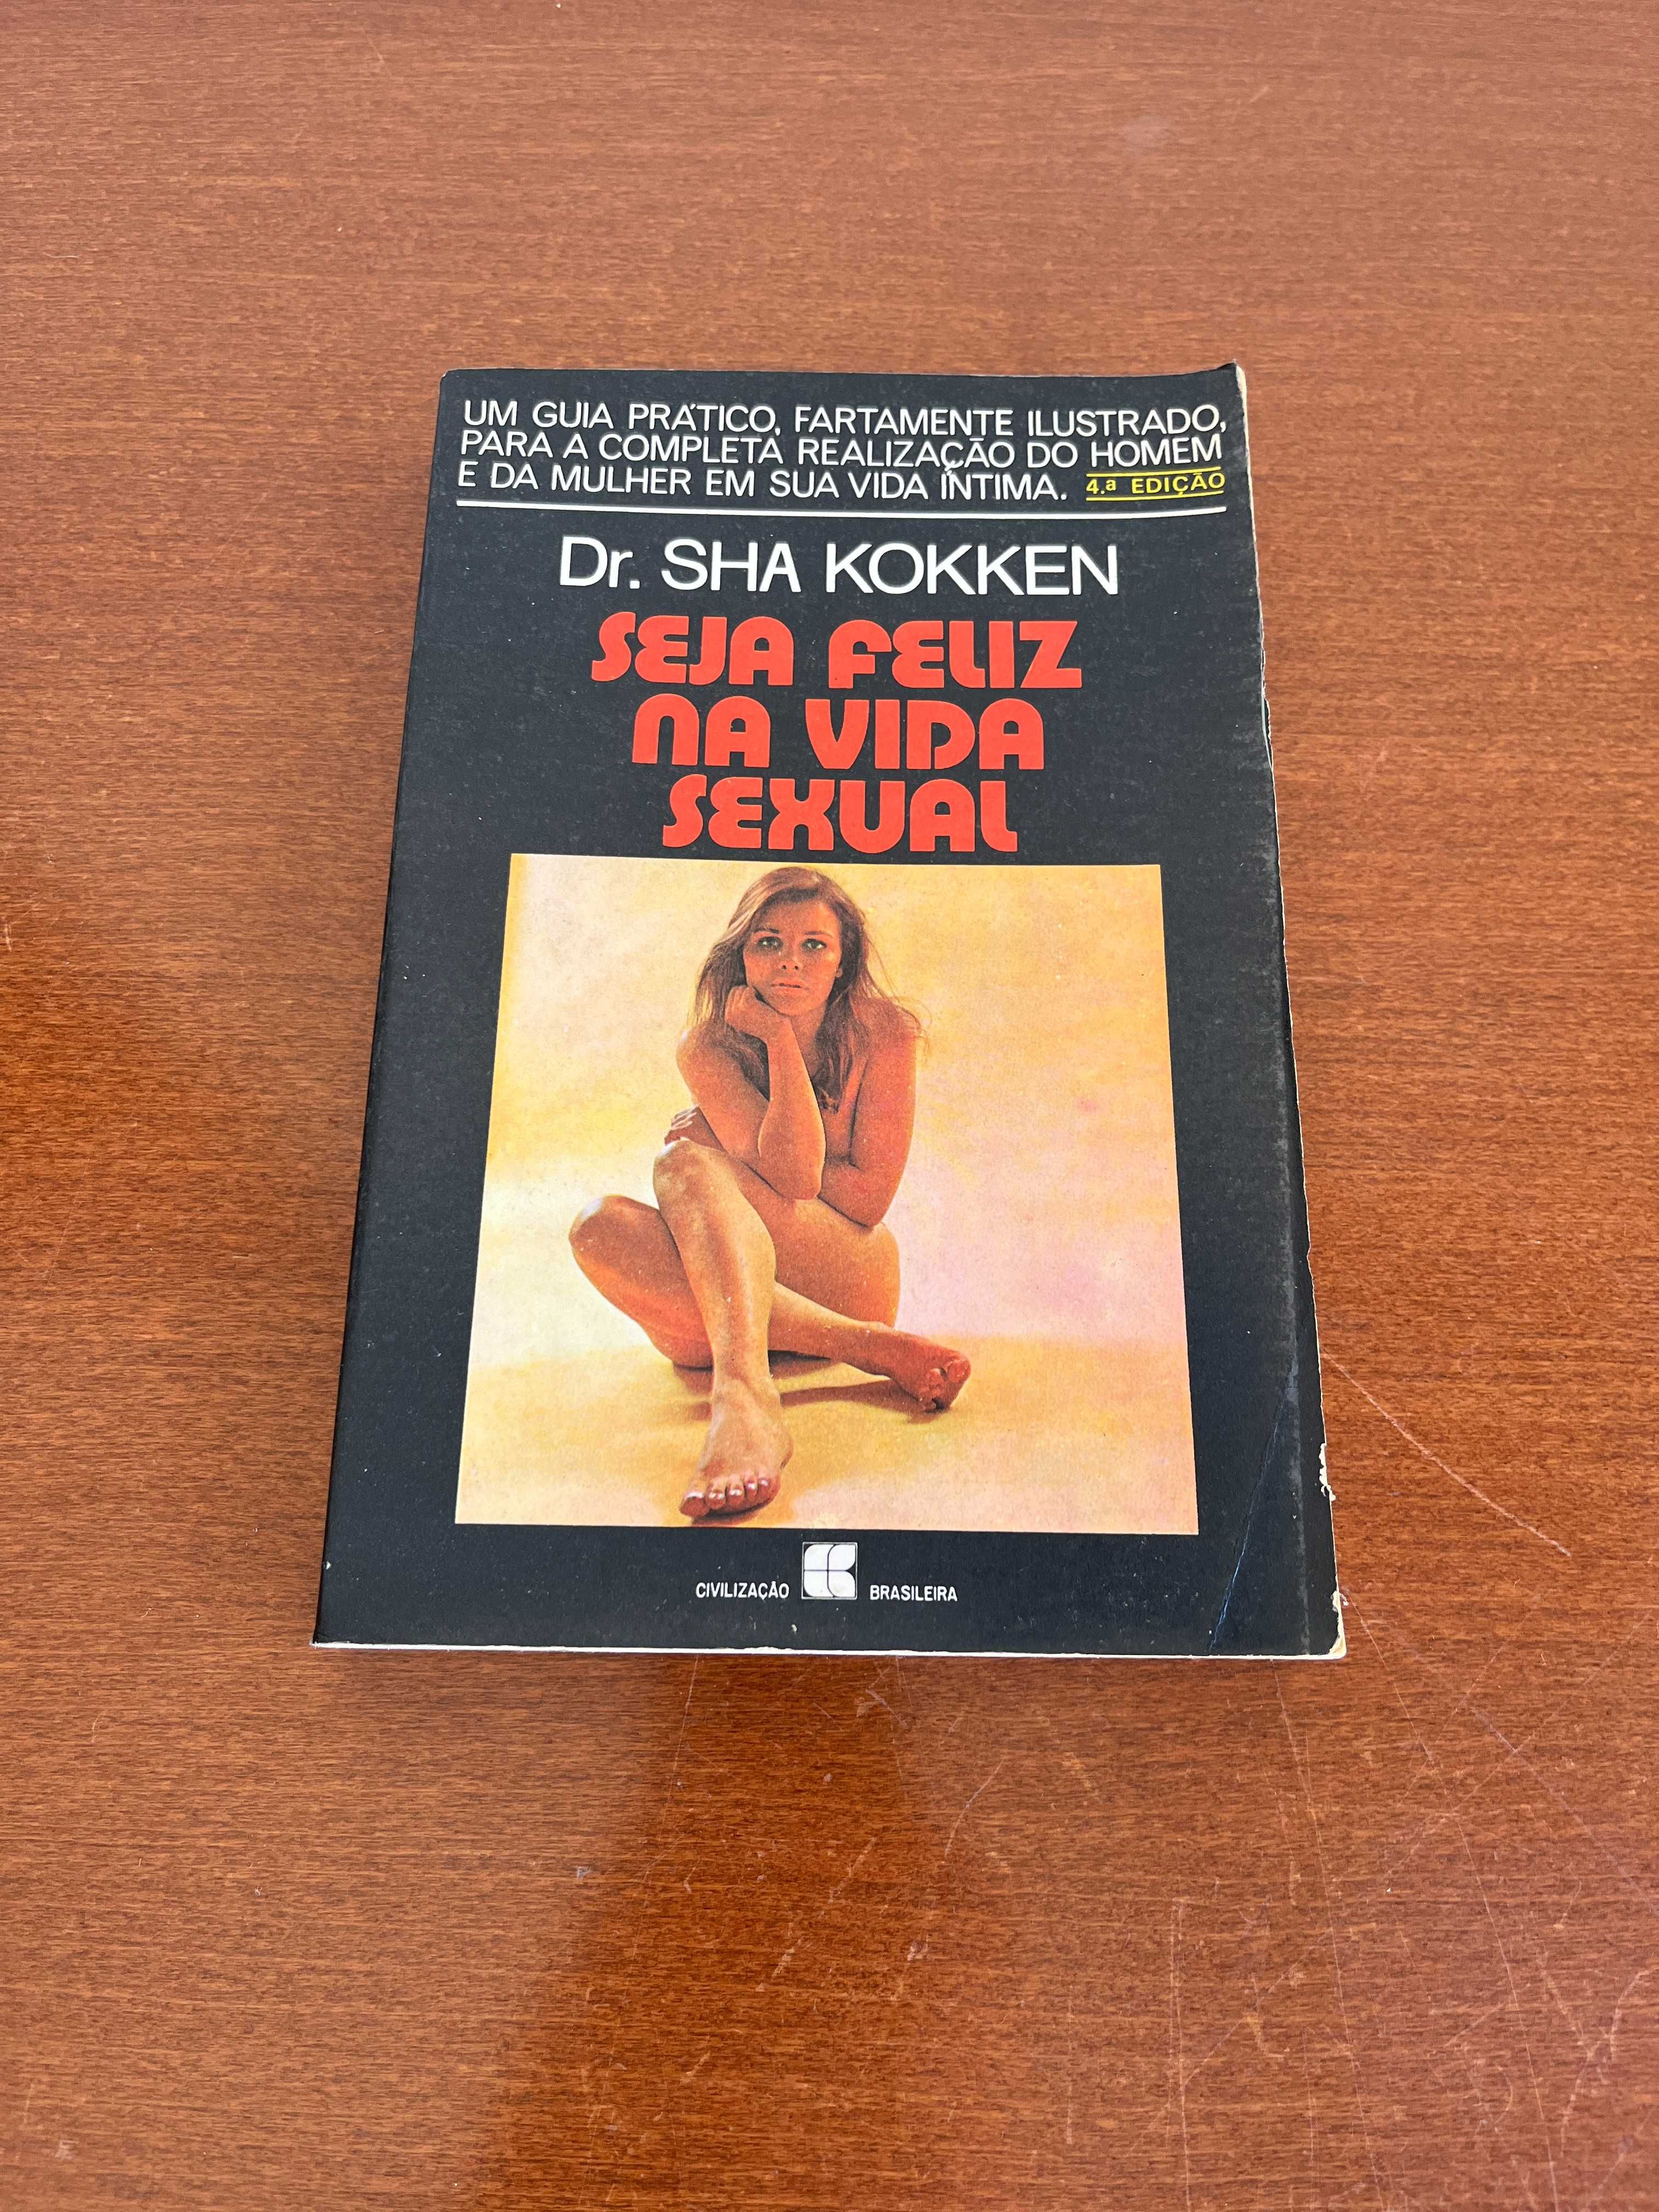 UM GUIA PRÁTICO, FARTAMENTE ILUSTRADO,
PARA A COMPLETA REALIZAÇÃO DO HOMEM
E DA MULHER EM SUA VIDA ÍNTIMA. 4.ª EDIÇÃO
Dr. SHA KOKKEN
SEJA FELIZ
NA VIDA
SEXUAL
CIVILIZAÇÃO BRASILEIRA